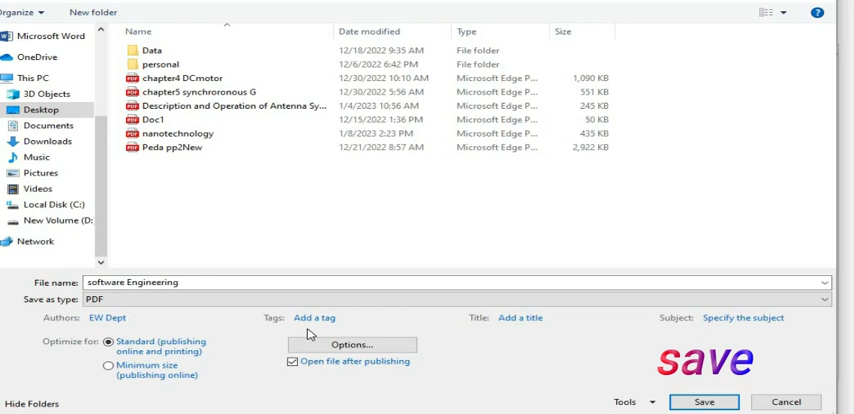 Organize
New folder
Name Date modified Type Size
Microsoft Word
OneDrive
This PC
3D Objects
Desktop
Documents
Downloads
Music
Pictures
Videos
Local Disk (C:)
New Volume (D:
Network
Data 12/18/2022 9:35 AM File folder
personal 12/6/2022 6:42 PM File folder
chapter4 DCmotor 12/30/2022 10:10 AM Microsoft Edge P... 1,090 KB
chapter5 synchroronous G 12/30/2022 5:56 AM Microsoft Edge P... 551 KB
Description and Operation of Antenna Sy... 1/4/2023 10:56 AM Microsoft Edge P... 245 KB
Doc1 12/15/2022 1:36 PM Microsoft Edge P... 50 KB
nanotechnology 1/8/2023 2:23 PM Microsoft Edge P... 435 KB
Peda pp2New 12/21/2022 8:57 AM Microsoft Edge P... 2,922 KB
File name: software Engineering
Save as type: PDF
Authors: EW Dept Tags: Add a tag Title: Add a title Subject: Specify the subject
Optimize for: Standard (publishing
online and printing)
Minimum size
(publishing online)
Options...
Open file after publishing
save
Hide Folders
Tools Save Cancel